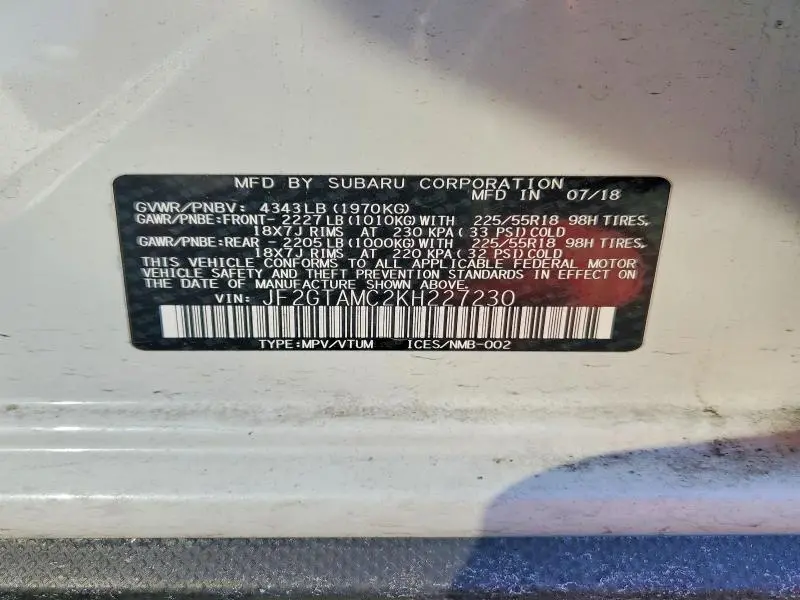 MFD BY SUBARU CORPORATION
MFD IN 07/18
GVWR/PNBV: 4343LB(1970KG)
GAWR/PNBE:FRONT- 2227LB(1010KG)WITH 225/55R18 98H TIRES,
18X7J RIMS AT 230 KPA(33 PSI)COLD
GAWR/PNBE:REAR - 2205LB(1000KG)WITH 225/55R18 98H TIRES,
18X7J RIMS AT 220 KPA(32 PSI)COLD
THIS VEHICLE CONFORMS TO ALL APPLICABLE FEDERAL MOTOR
VEHICLE SAFETY AND THEFT PREVENTION STANDARDS IN EFFECT ON
THE DATE OF MANUFACTURE SHOWN ABOVE.
VIN: JF2GTAMC2KH227230
TYPE:MPV/VTUM ICES/NMB-002